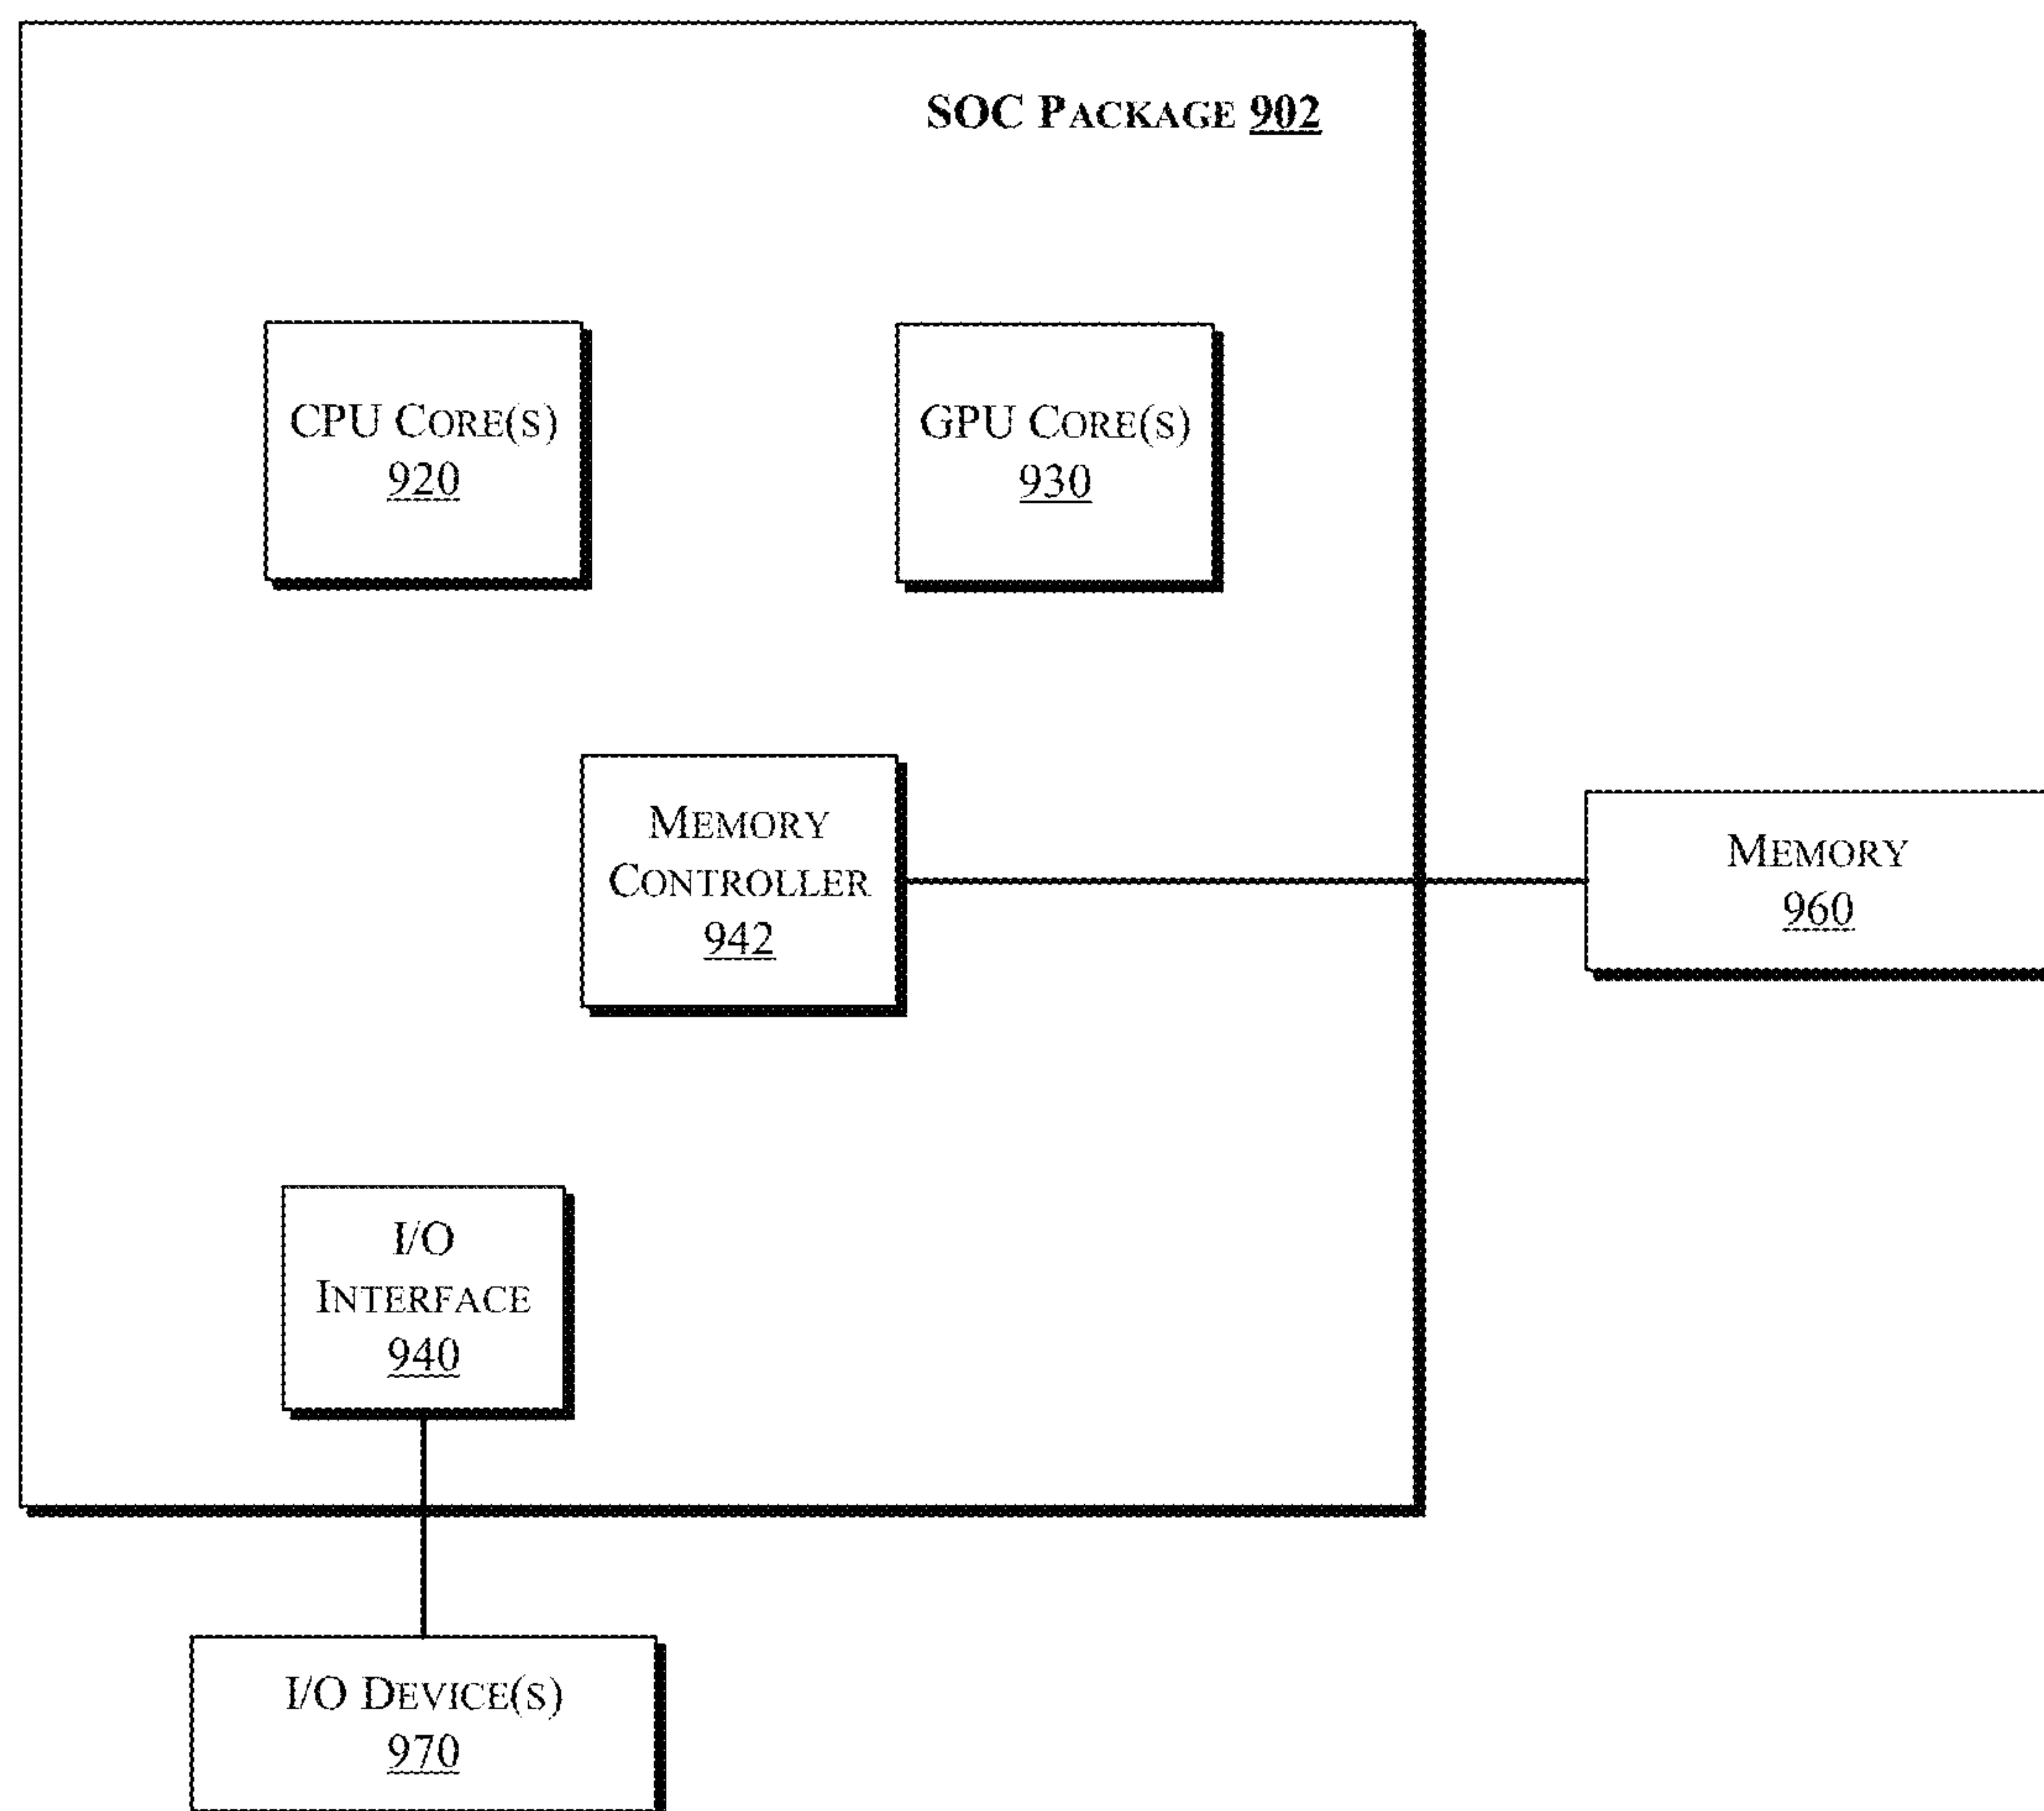 SOC PACKAGE 902
CPU CORE(S)
920
GPU CORE(S)
930
MEMORY
CONTROLLER
942
MEMORY
960
I/O
INTERFACE
940
I/O DEVICE(S)
970